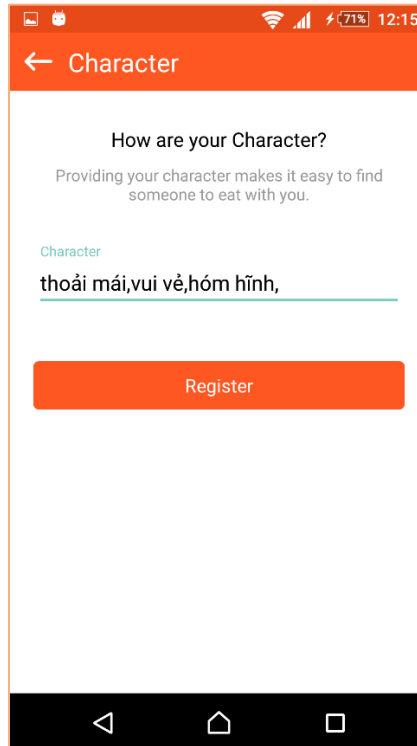 71% 12:15
Character
How are your Character?
Providing your character makes it easy to find
someone to eat with you.
Character
thoải mái,vui vẻ,hóm hĩnh,
Register